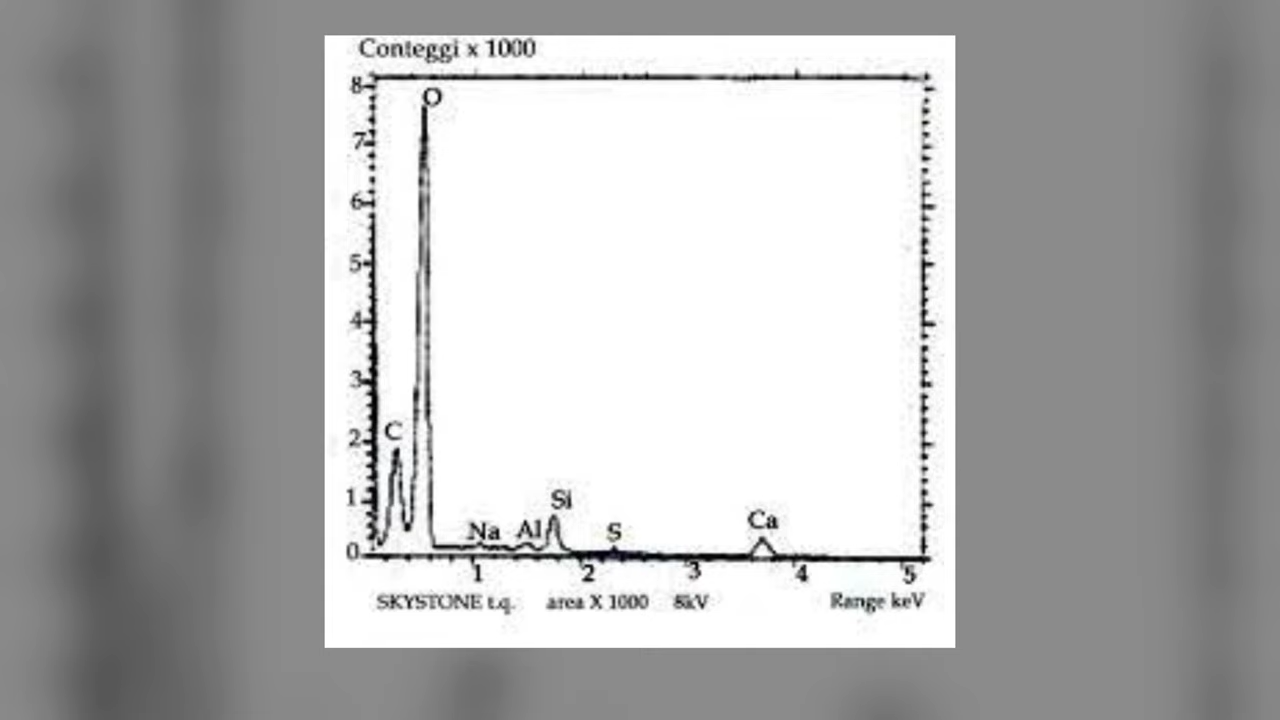 Conteggi x 1000
8
O
7
6
5
4
3
2
C
1
Si
Na Al S Ca
0
1 2 3 4 5
SKYSTONE t.q. area X 1000 8kV Range keV